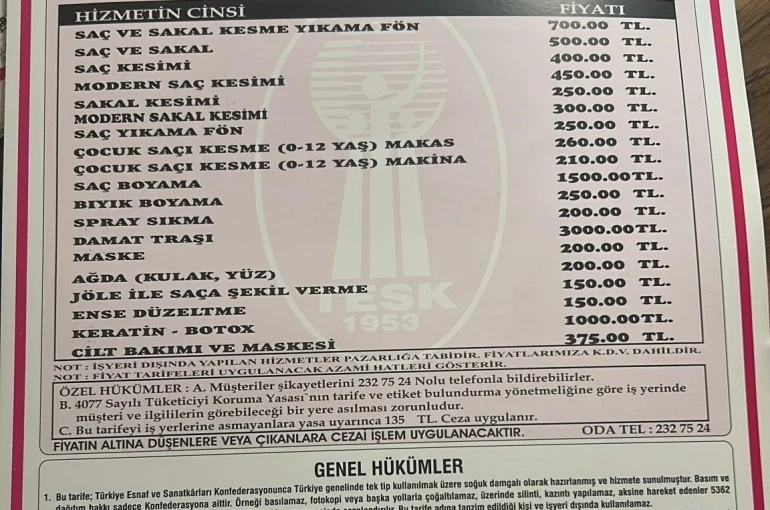 HİZMETİN CİNSİ FİYATI
SAÇ VE SAKAL KESME YIKAMA FÖN 700.00 TL.
SAÇ VE SAKAL 500.00 TL.
SAÇ KESİMİ 400.00 TL.
MODERN SAÇ KESİMİ 450.00 TL.
SAKAL KESİMİ 250.00 TL.
MODERN SAKAL KESİMİ 300.00 TL.
SAÇ YIKAMA FÖN 250.00 TL.
ÇOCUK SAÇI KESME (0-12 YAŞ) MAKAS 260.00 TL.
ÇOCUK SAÇI KESME (0-12 YAŞ) MAKİNA 210.00 TL.
SAÇ BOYAMA 1500.00TL.
BIYIK BOYAMA 250.00 TL.
SPRAY SIKMA 200.00 TL.
DAMAT TRAŞI 3000.00TL.
MASKE 200.00 TL.
AĞDA (KULAK, YÜZ) 200.00 TL.
JÖLE İLE SAÇA ŞEKİL VERME 150.00 TL.
ENSE DÜZELTME 150.00 TL.
KERATİN - BOTOX 1000.00TL.
CİLT BAKIMI VE MASKESİ 375.00 TL.
TESK
1953
NOT : İŞYERİ DIŞINDA YAPILAN HİZMETLER PAZARLIĞA TABİDİR. FİYATLARIMIZA K.D.V. DAHİLDİR.
NOT : FİYAT TARİFELERİ UYGULANACAK AZAMİ HATLERİ GÖSTERİR.
ÖZEL HÜKÜMLER : A. Müşteriler şikayetlerini 232 75 24 Nolu telefonla bildirebilirler.
B. 4077 Sayılı Tüketiciyi Koruma Yasası`nın tarife ve etiket bulundurma yönetmeliğine göre iş yerinde
müşteri ve ilgililerin görebileceği bir yere asılması zorunludur.
C. Bu tarifeyi iş yerlerine asmayanlara yasa uyarınca 135 TL. Ceza uygulanır.
FİYATIN ALTINA DÜŞENLERE VEYA ÇIKANLARA CEZAİ İŞLEM UYGULANACAKTIR. ODA TEL : 232 75 24
GENEL HÜKÜMLER
1. Bu tarife; Türkiye Esnaf ve Sanatkârları Konfederasyonunca Türkiye genelinde tek tip kullanılmak üzere soğuk damgalı olarak hazırlanmış ve hizmete sunulmuştur. Basım ve
dağıtım hakkı sadece Konfederasyona aittir. Örneği basılamaz, fotokopi veya başka yollarla çoğaltılamaz, üzerinde silinti, kazıntı yapılamaz, aksine hareket edenler 5362
Bu tarife adına tanzim edildiği kişi ve işyeri dışında kullanılamaz.